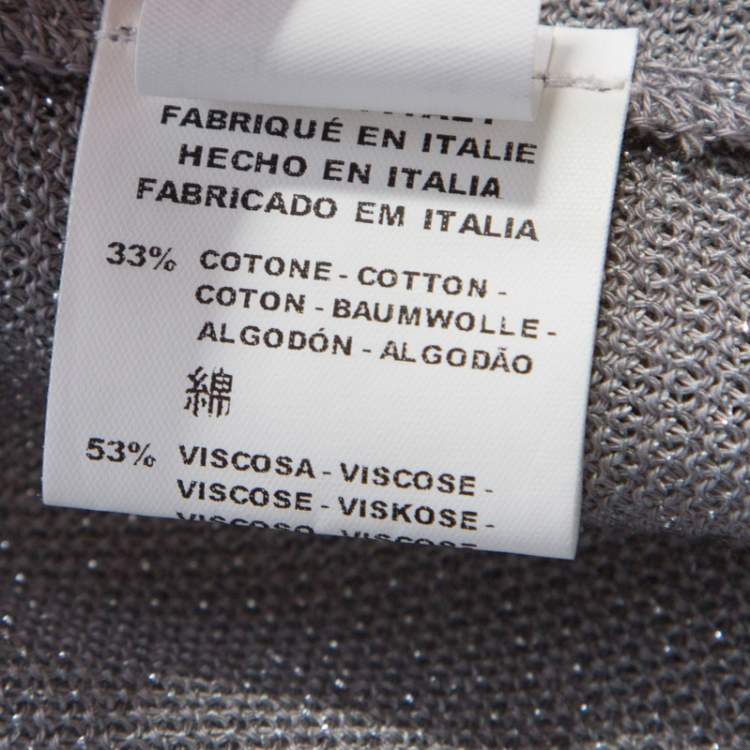 FABRIQUÉ EN ITALIE
HECHO EN ITALIA
FABRICADO EM ITALIA
33% COTONE - COTTON -
COTON - BAUMWOLLE -
ALGODÓN - ALGODÃO
綿
53% VISCOSA - VISCOSE -
VISCOSE - VISKOSE -